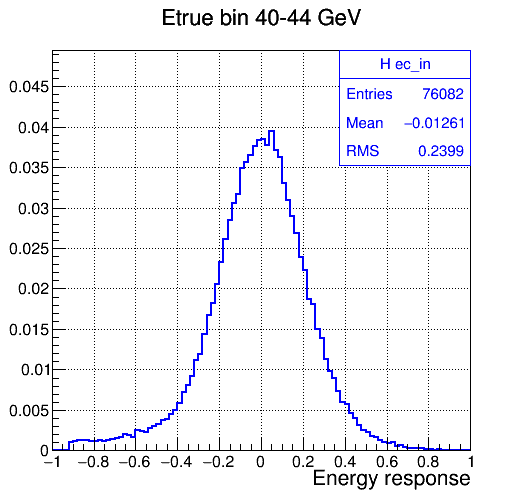 Etrue bin 40-44 GeV
H ec_in
Entries 76082
Mean −0.01261
RMS 0.2399
0.045
0.04
0.035
0.03
0.025
0.02
0.015
0.01
0.005
0
−1 −0.8 −0.6 −0.4 −0.2 0 0.2 0.4 0.6 0.8 1
Energy response